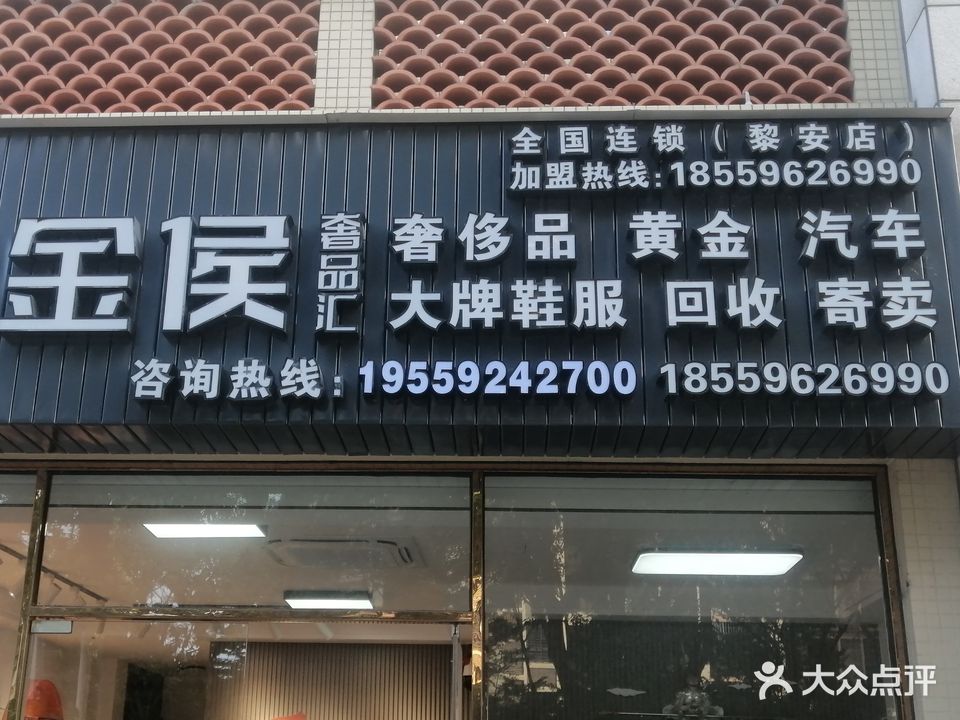 全国连锁(黎安店)
加盟热线:18559626990
金侯 奢品汇
奢侈品 黄金 汽车
大牌鞋服 回收 寄卖
咨询热线: 19559242700 18559626990
大众点评